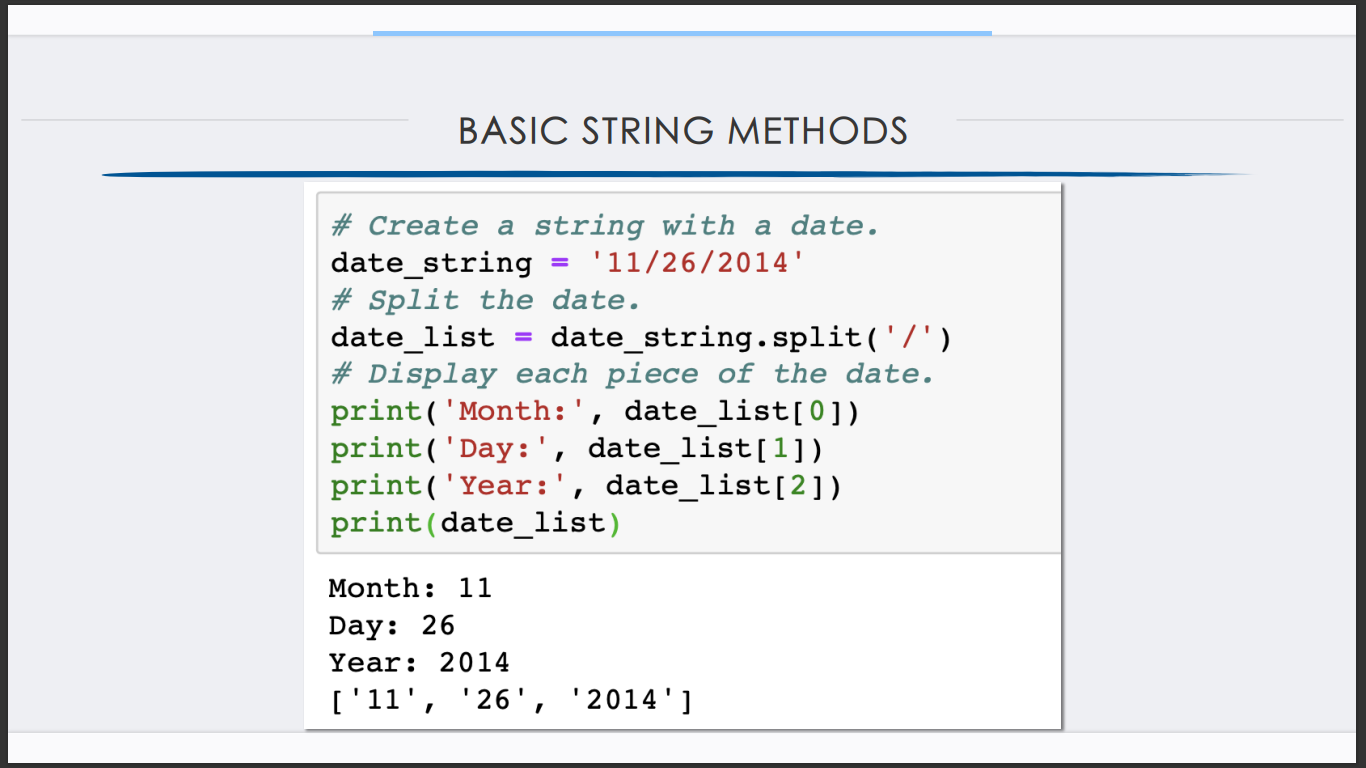 BASIC STRING METHODS
# Create a string with a date.
date_string = '11/26/2014'
# Split the date.
date_list = date_string.split('/')
# Display each piece of the date.
print('Month:', date_list[0])
print('Day:', date_list[1])
print('Year:', date_list[2])
print(date_list)
Month: 11
Day: 26
Year: 2014
['11', '26', '2014']